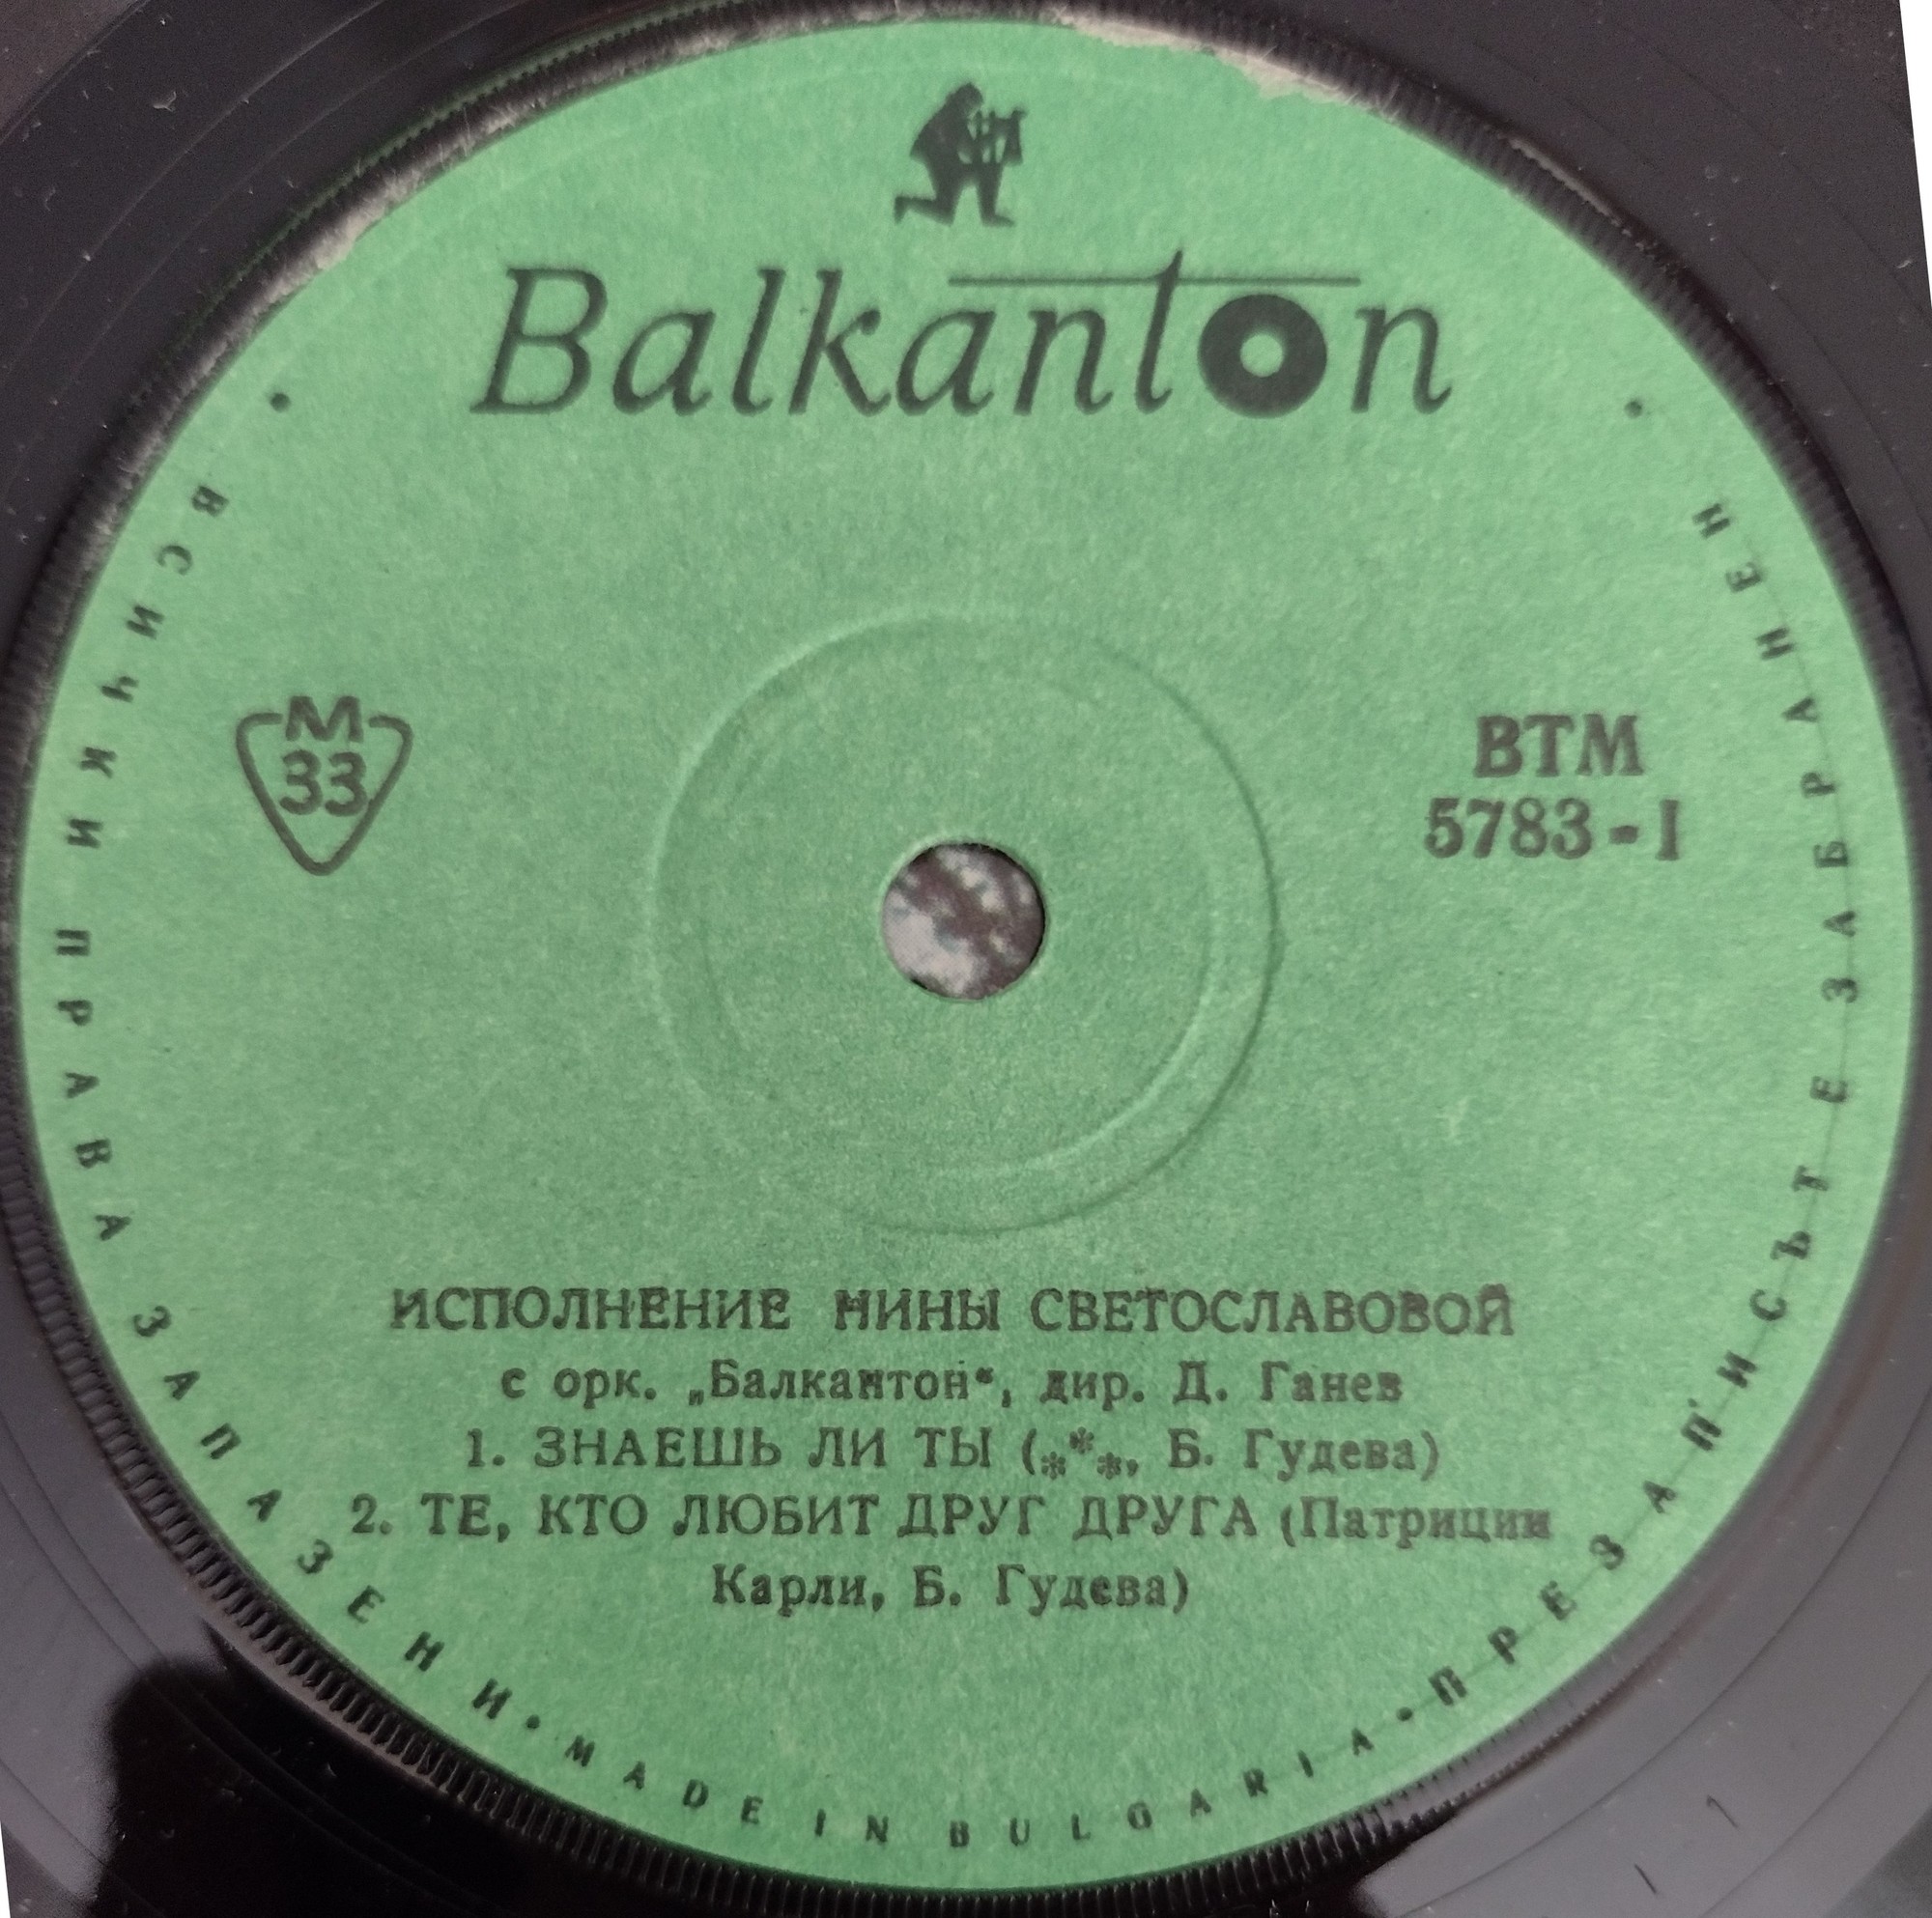 Balkanton
M
33
ВТМ
5783-1
ИСПОЛНЕНИЕ НИНЫ СВЕТОСЛАВОВОЙ
с орк. „Балкантон“, дир. Д. Ганев
1. ЗНАЕШЬ ЛИ ТЫ (***, Б. Гудева)
2. ТЕ, КТО ЛЮБИТ ДРУГ ДРУГА (Патриции
Карли, Б. Гудева)
• ВСИЧКИ ПРАВА ЗАПАЗЕНИ • MADE IN BULGARIA • ПРЕЗАПИСЪТ Е ЗАБРАНЕН •